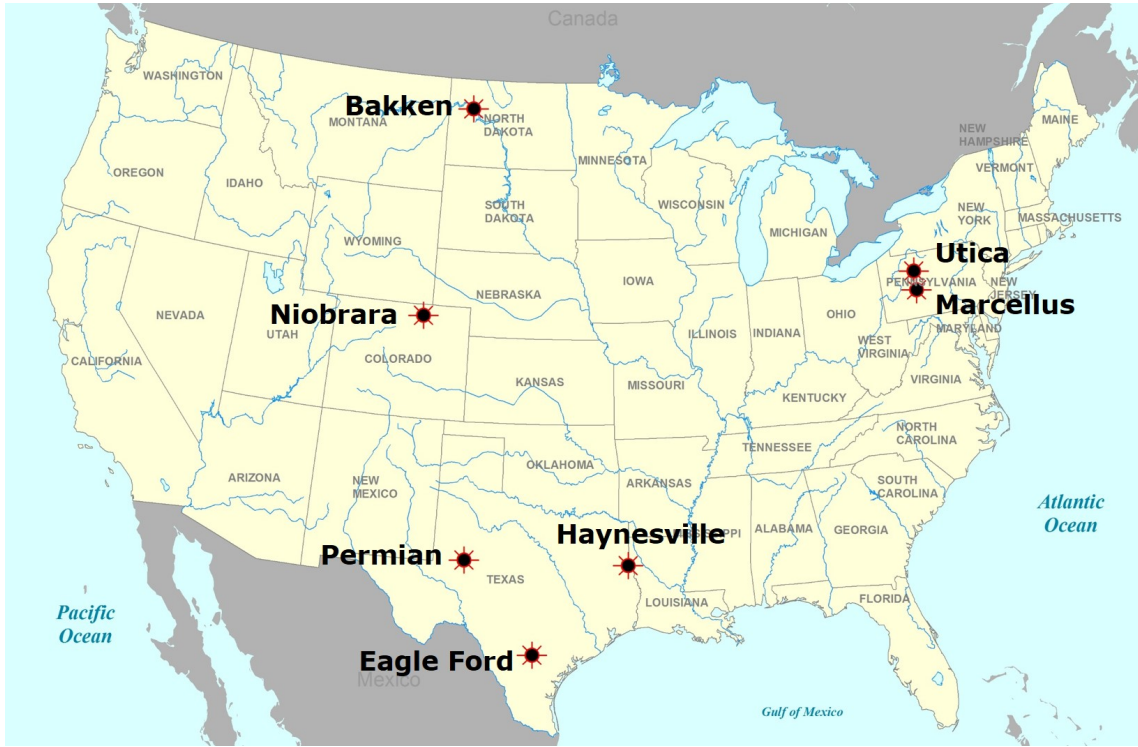 Canada
WASHINGTON
Bakken
MONTANA
NORTH
DAKOTA
MAINE
NEW
HAMPSHIRE
VERMONT
MINNESOTA
OREGON
IDAHO
SOUTH
DAKOTA
WISCONSIN
MICHIGAN
NEW
YORK
MASSACHUSETTS
WYOMING
Utica
IOWA
PENNSYLVANIA
NEW
JERSEY
Marcellus
NEBRASKA
Niobrara
NEVADA
UTAH
OHIO
ILLINOIS
INDIANA
MARYLAND
WEST
VIRGINIA
CALIFORNIA
COLORADO
KANSAS
MISSOURI
VIRGINIA
KENTUCKY
NORTH
CAROLINA
TENNESSEE
OKLAHOMA
ARIZONA
NEW
MEXICO
ARKANSAS
SOUTH
CAROLINA
Atlantic
Ocean
Haynesville
MISSISSIPPI
ALABAMA
GEORGIA
Permian
TEXAS
LOUISIANA
FLORIDA
Pacific
Ocean
Eagle Ford
Mexico
Gulf of Mexico